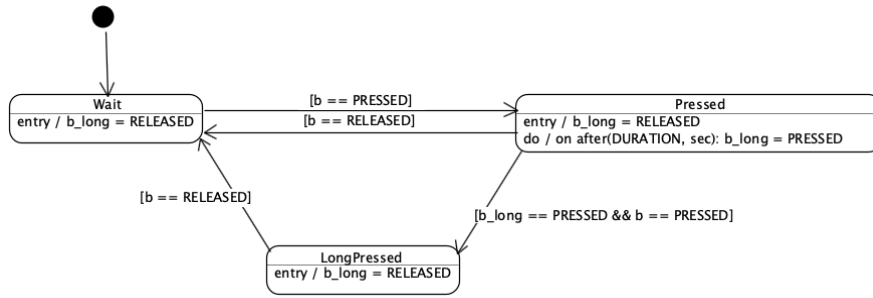 Wait
entry / b_long = RELEASED
[b == PRESSED]
[b == RELEASED]
Pressed
entry / b_long = RELEASED
do / on after(DURATION, sec): b_long = PRESSED
[b == RELEASED]
[b_long == PRESSED && b == PRESSED]
LongPressed
entry / b_long = RELEASED